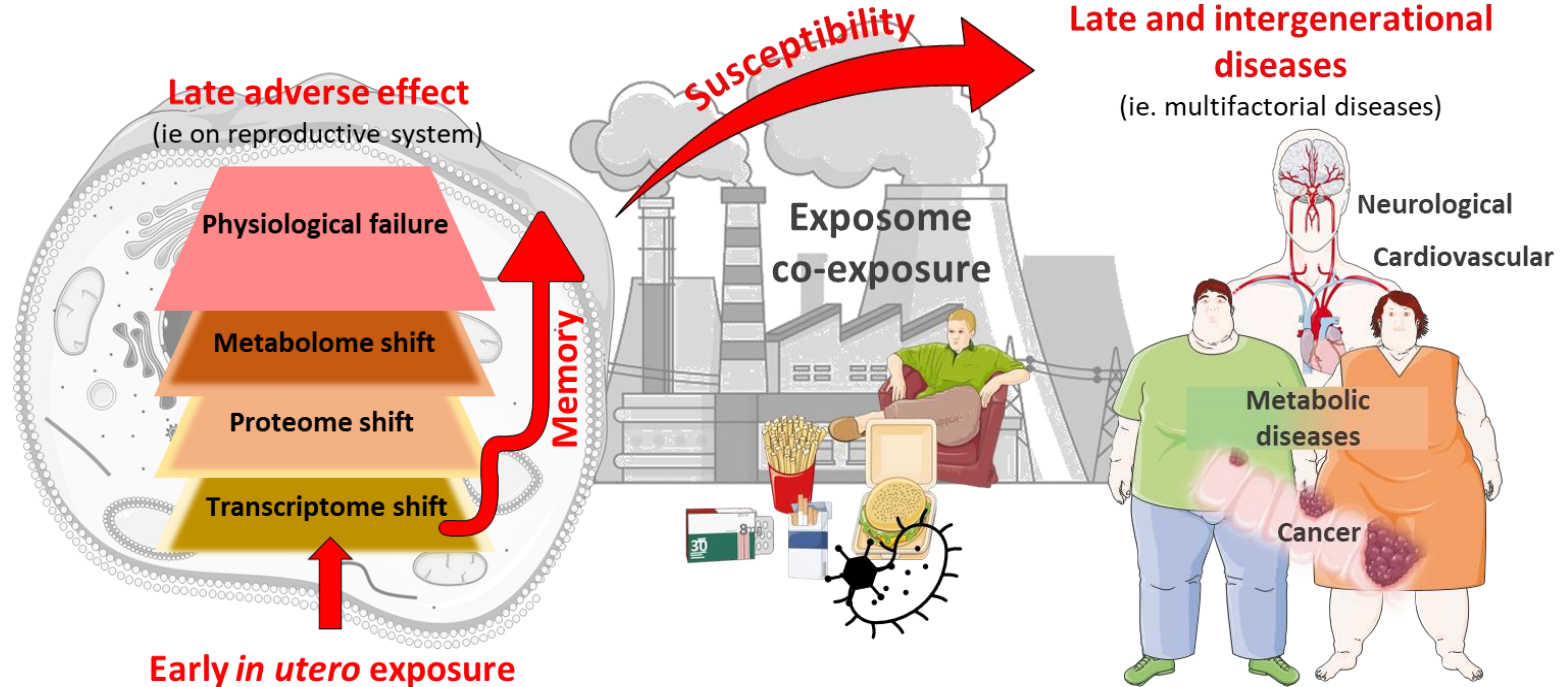 Late adverse effect
(ie on reproductive system)
Physiological failure
Metabolome shift
Proteome shift
Transcriptome shift
Memory
Early in utero exposure
Susceptibility
Exposome
co-exposure
30
Late and intergenerational
diseases
(ie. multifactorial diseases)
Neurological
Cardiovascular
Metabolic
diseases
Cancer